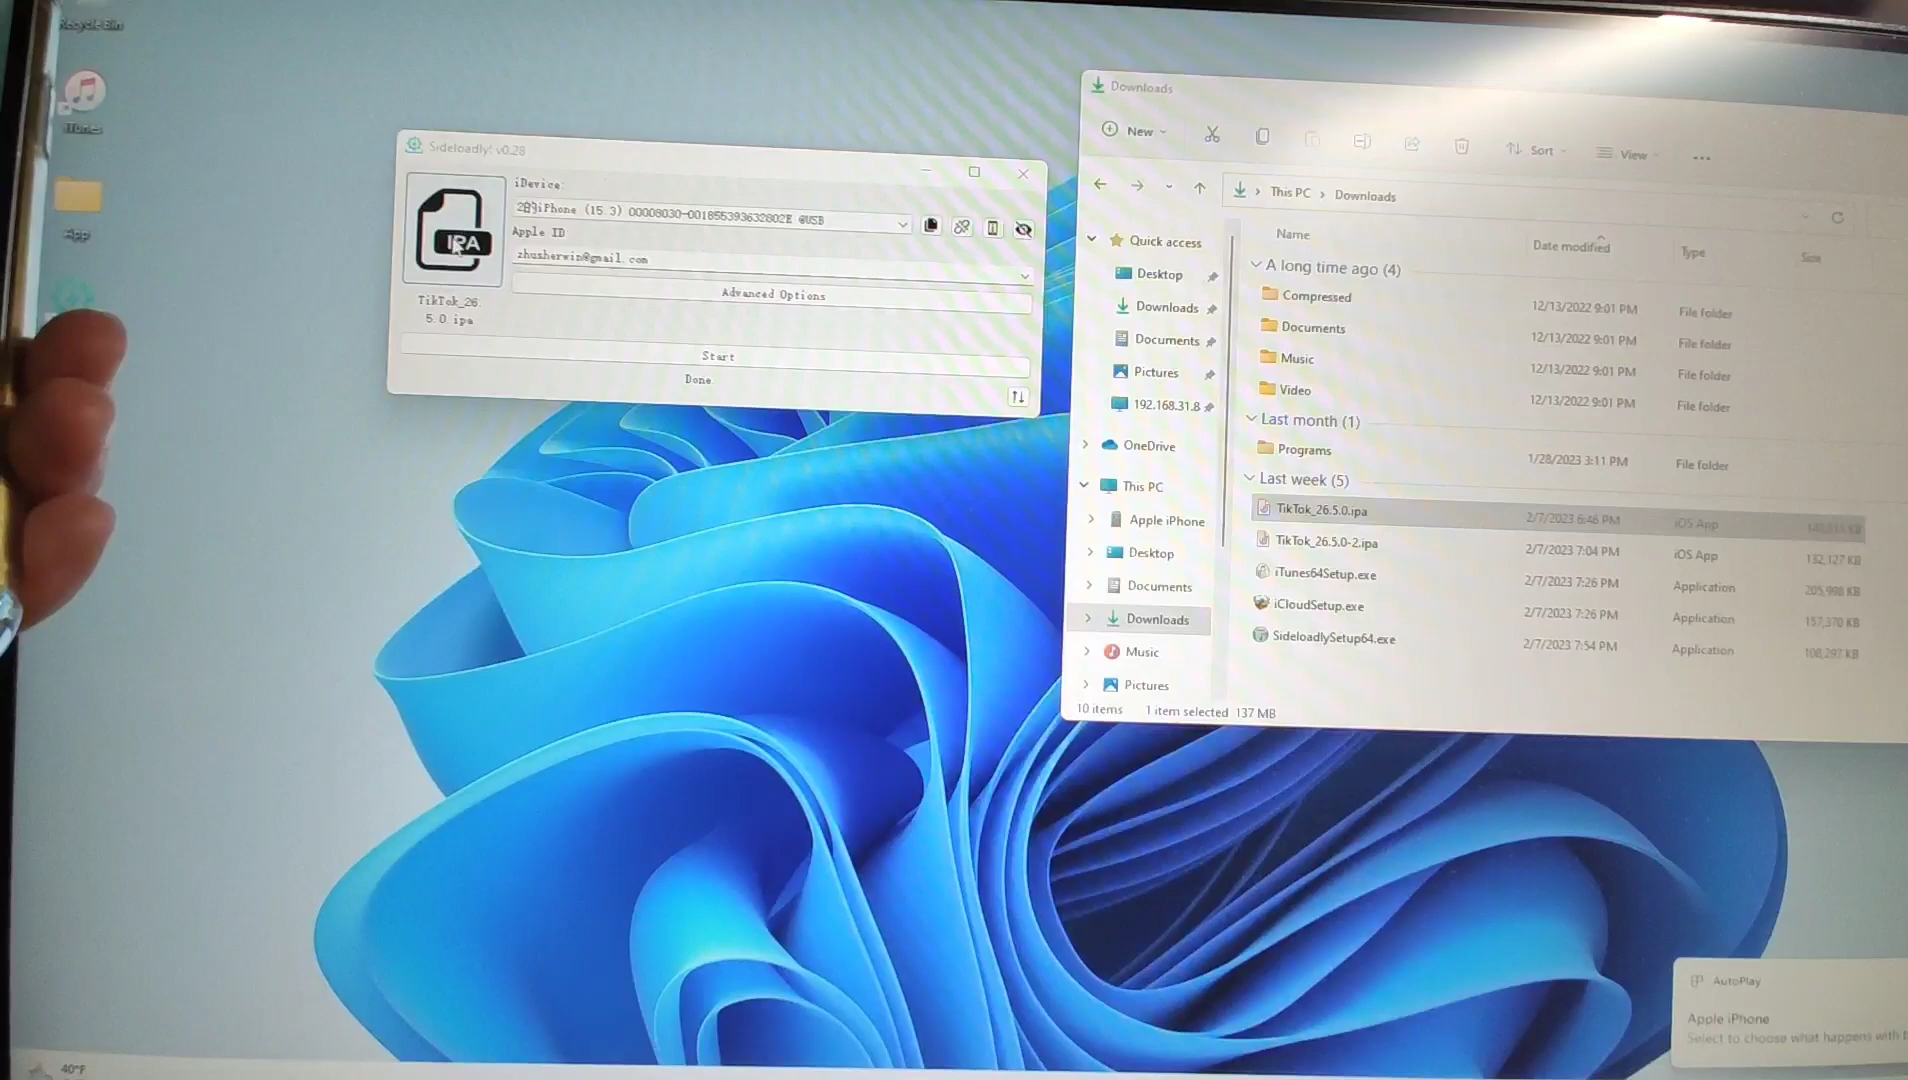 Recycle Bin
iTunes
App
Sideloadly! v0.28
iDevice:
2的iPhone (15.3) 00008030-001855393632802E @USB
Apple ID
zhusherwin@gmail.com
Advanced Options
IPA
TikTok_26.
5.0.ipa
Start
Done.
Downloads
New
Sort
View
This PC > Downloads
Quick access
Desktop
Downloads
Documents
Pictures
192.168.31.8
OneDrive
This PC
Apple iPhone
Desktop
Documents
Downloads
Music
Pictures
Name Date modified Type Size
A long time ago (4)
Compressed 12/13/2022 9:01 PM File folder
Documents 12/13/2022 9:01 PM File folder
Music 12/13/2022 9:01 PM File folder
Video 12/13/2022 9:01 PM File folder
Last month (1)
Programs 1/28/2023 3:11 PM File folder
Last week (5)
TikTok_26.5.0.ipa 2/7/2023 6:46 PM iOS App
TikTok_26.5.0-2.ipa 2/7/2023 7:04 PM iOS App 132,127 KB
iTunes64Setup.exe 2/7/2023 7:26 PM Application 205,998 KB
iCloudSetup.exe 2/7/2023 7:26 PM Application 157,370 KB
SideloadlySetup64.exe 2/7/2023 7:54 PM Application 108,297 KB
10 items 1 item selected 137 MB
AutoPlay
Apple iPhone
Select to choose what happens with
40°F